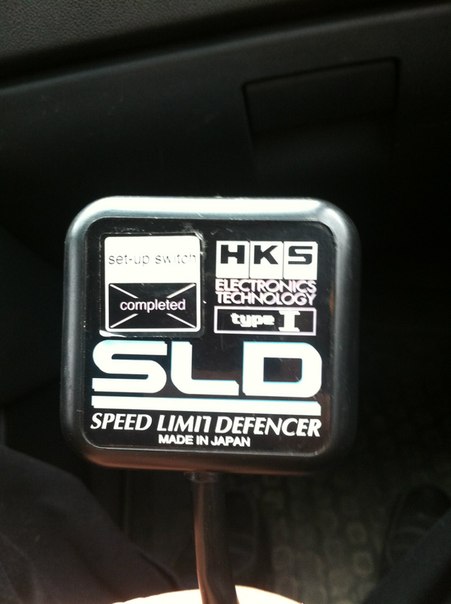 set-up switch
completed
HKS
ELECTRONICS
TECHNOLOGY
type I
SLD
SPEED LIMIT DEFENCER
MADE IN JAPAN